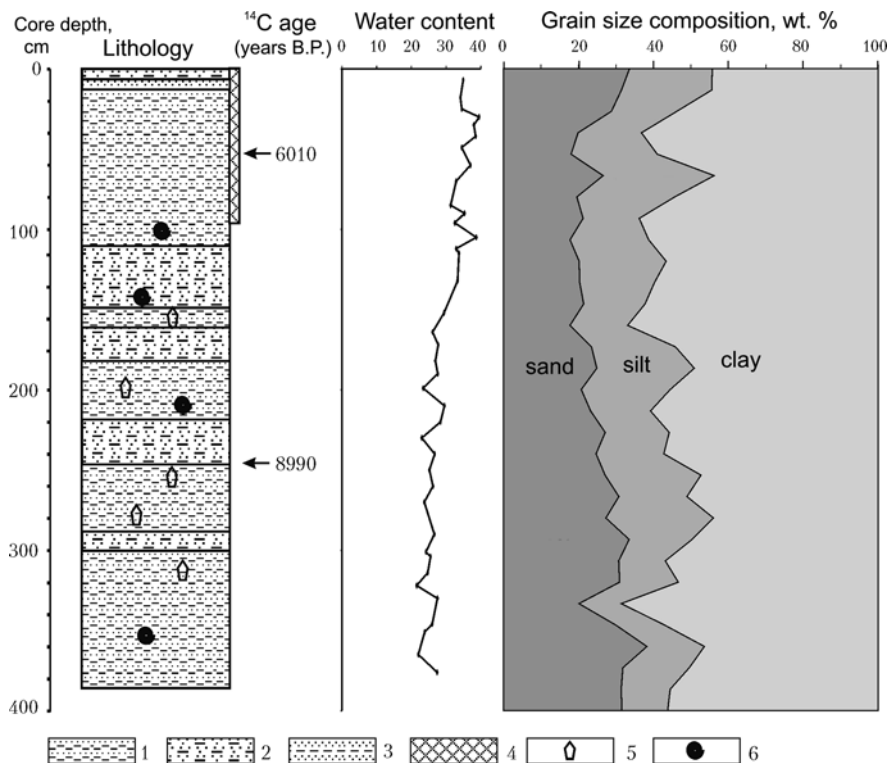 Core depth,
cm
Lithology
14C age
(years B.P.)
Water content
0 10 20 30 40
Grain size composition, wt. %
0 20 40 60 80 100
0
100
200
300
400
6010
8990
sand silt clay
1 2 3 4 5 6